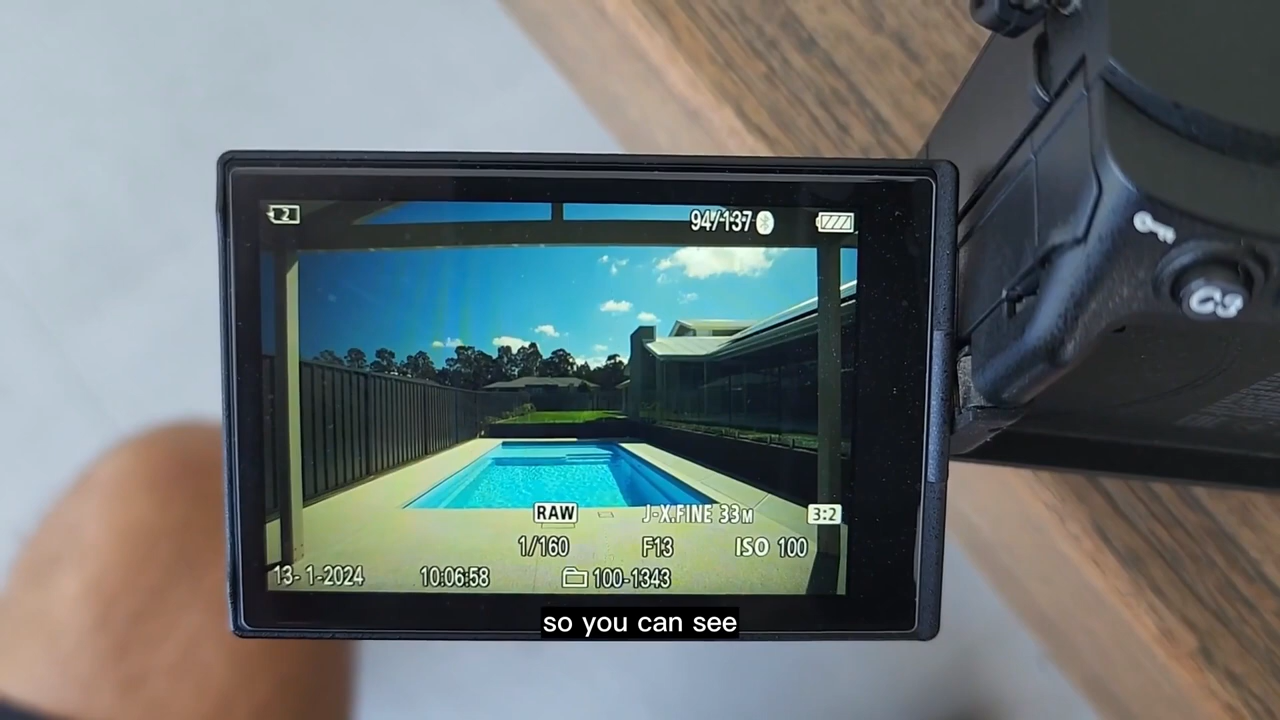 2
94/137
C3
RAW J-X.FINE 33M 3:2
1/160 F13 ISO 100
13- 1-2024 10:06:58 100-1343
so you can see